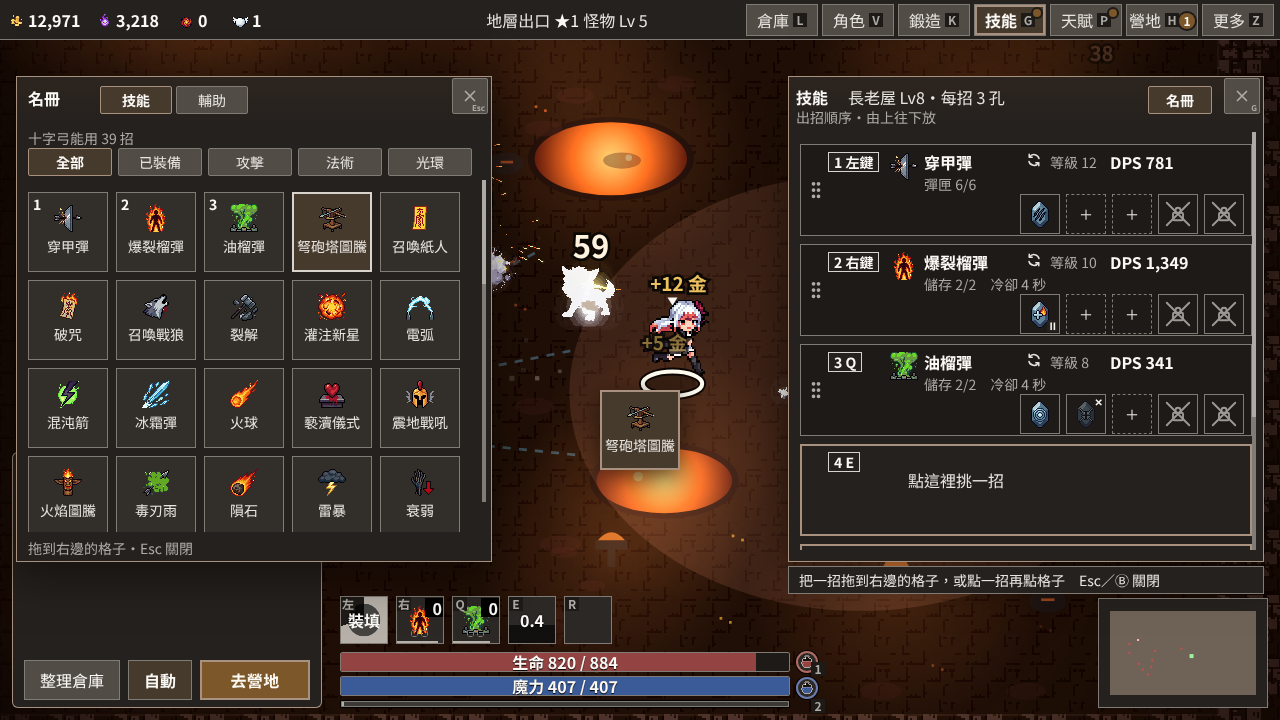 12,971 3,218 0 1
地層出口 ★1 怪物 Lv 5
倉庫 L
角色 V
鍛造 K
技能 G
天賦 P
營地 H 1
更多 Z
38
名冊 技能 輔助
Esc
十字弓能用 39 招
全部 已裝備 攻擊 法術 光環
1 穿甲彈
2 爆裂榴彈
3 油榴彈
弩砲塔圖騰
召喚紙人
破咒
召喚戰狼
裂解
灌注新星
電弧
混沌箭
冰霜彈
火球
褻瀆儀式
震地戰吼
火焰圖騰
毒刃雨
隕石
雷暴
衰弱
拖到右邊的格子・Esc 關閉
59
+12 金
+5 金
弩砲塔圖騰
技能 長老屋 Lv8・每招 3 孔 名冊
G
出招順序・由上往下放
1 左鍵 穿甲彈 等級 12 DPS 781
彈匣 6/6
2 右鍵 爆裂榴彈 等級 10 DPS 1,349
儲存 2/2 冷卻 4 秒
3 Q 油榴彈 等級 8 DPS 341
儲存 2/2 冷卻 4 秒
4 E
點這裡挑一招
把一招拖到右邊的格子，或點一招再點格子 Esc／Ⓑ 關閉
整理倉庫 自動 去營地
左 裝填
右 0
Q 0
E 0.4
R
生命 820 / 884
1
魔力 407 / 407
2